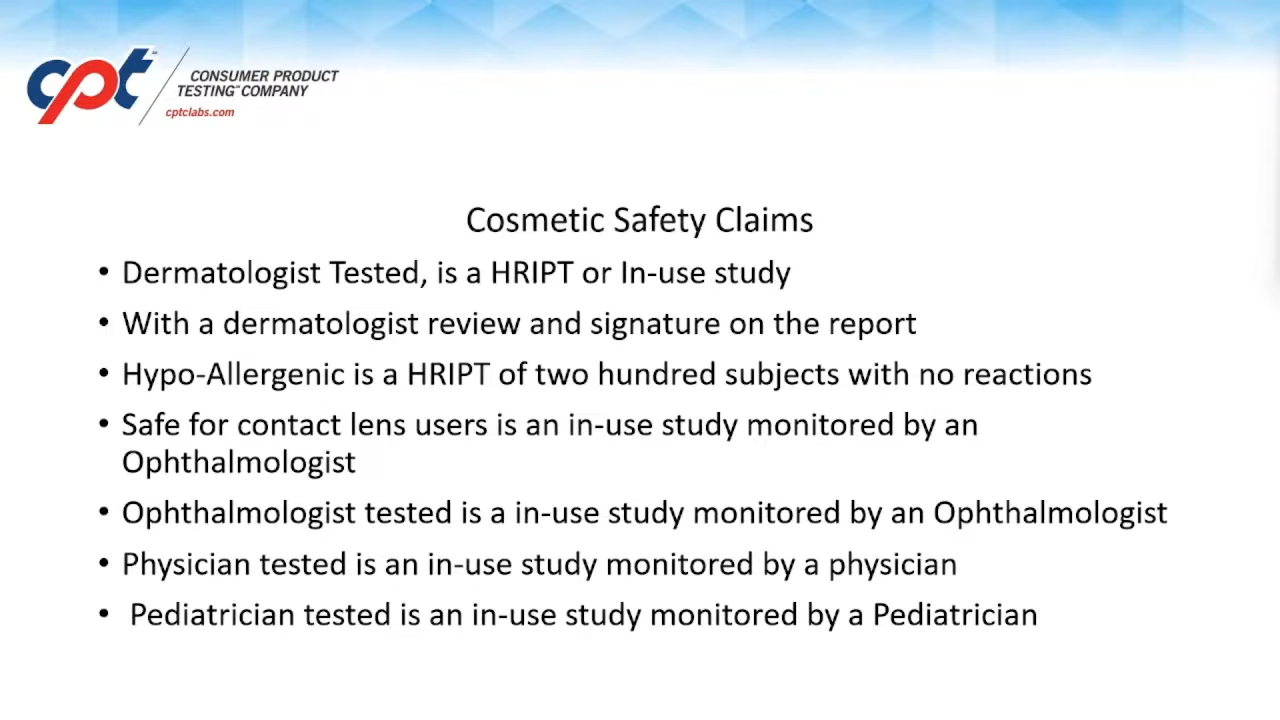 cpt
CONSUMER PRODUCT
TESTING COMPANY
cptclabs.com
Cosmetic Safety Claims
• Dermatologist Tested, is a HRIPT or In-use study
• With a dermatologist review and signature on the report
• Hypo-Allergenic is a HRIPT of two hundred subjects with no reactions
• Safe for contact lens users is an in-use study monitored by an
Ophthalmologist
• Ophthalmologist tested is a in-use study monitored by an Ophthalmologist
• Physician tested is an in-use study monitored by a physician
• Pediatrician tested is an in-use study monitored by a Pediatrician